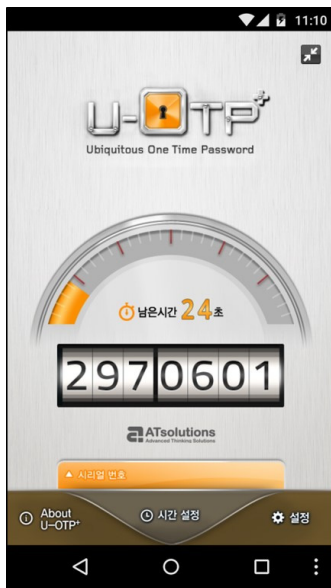 11:10
U-OTP+
Ubiquitous One Time Password
남은시간 24초
2970601
ATsolutions
Advanced Thinking Solutions
▲ 시리얼 번호
About
U-OTP+
시간 설정
설정